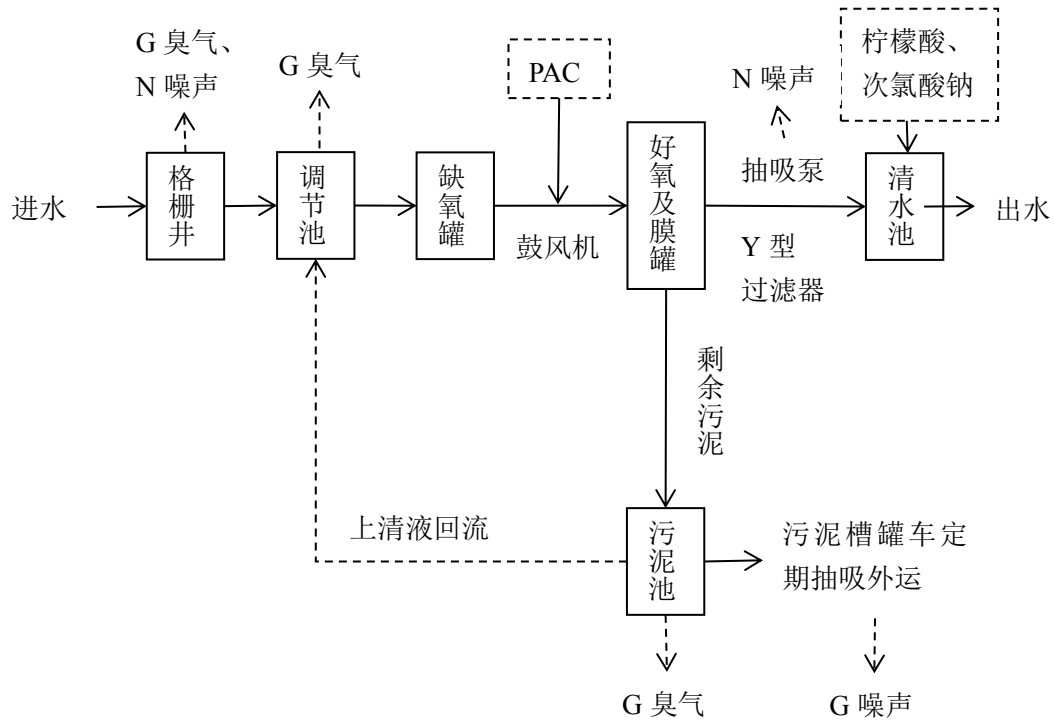 G 臭气、
N 噪声
G 臭气
PAC
N 噪声
柠檬酸、
次氯酸钠
进水
格栅井
调节池
缺氧罐
鼓风机
好氧及膜罐
抽吸泵
Y 型
过滤器
清水池
出水
剩余污泥
上清液回流
污泥池
污泥槽罐车定
期抽吸外运
G 臭气
G 噪声